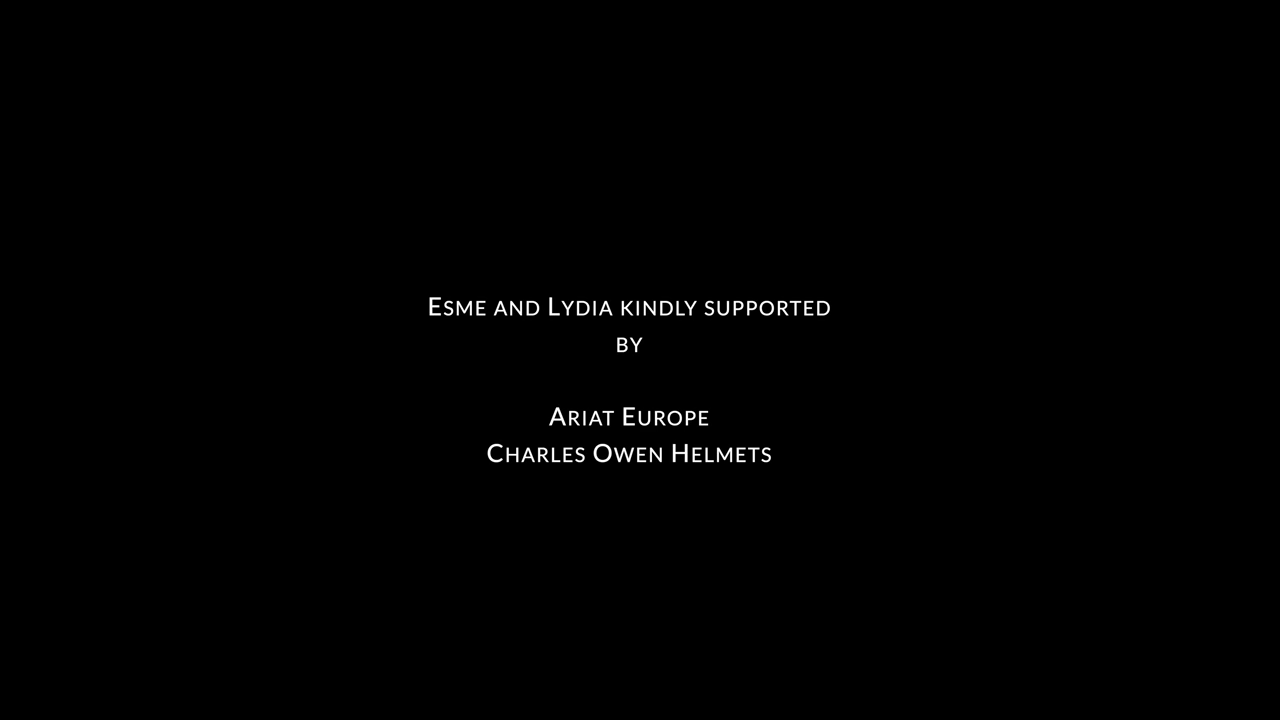 Esme and Lydia kindly supported
by
Ariat Europe
Charles Owen Helmets